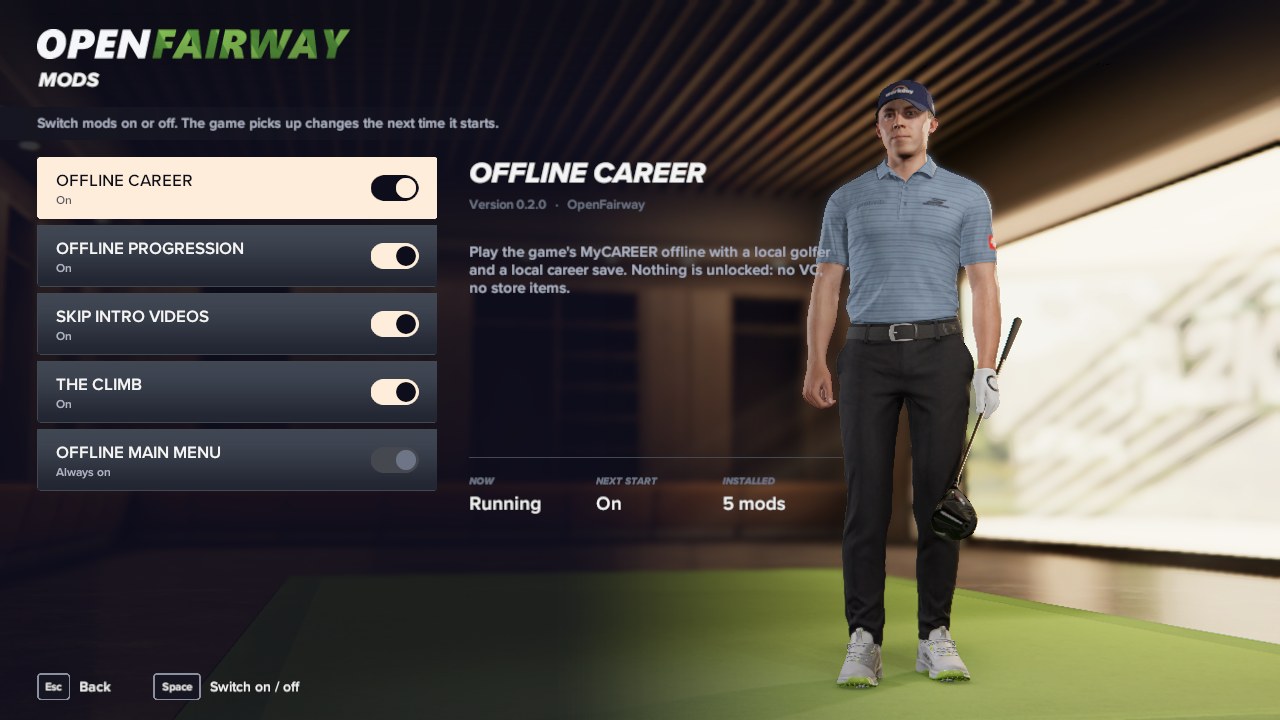 OPENFAIRWAY
MODS
Switch mods on or off. The game picks up changes the next time it starts.
OFFLINE CAREER
On
OFFLINE PROGRESSION
On
SKIP INTRO VIDEOS
On
THE CLIMB
On
OFFLINE MAIN MENU
Always on
OFFLINE CAREER
Version 0.2.0 · OpenFairway
Play the game's MyCAREER offline with a local golfer
and a local career save. Nothing is unlocked: no VC,
no store items.
NOW
Running
NEXT START
On
INSTALLED
5 mods
Esc Back
Space Switch on / off